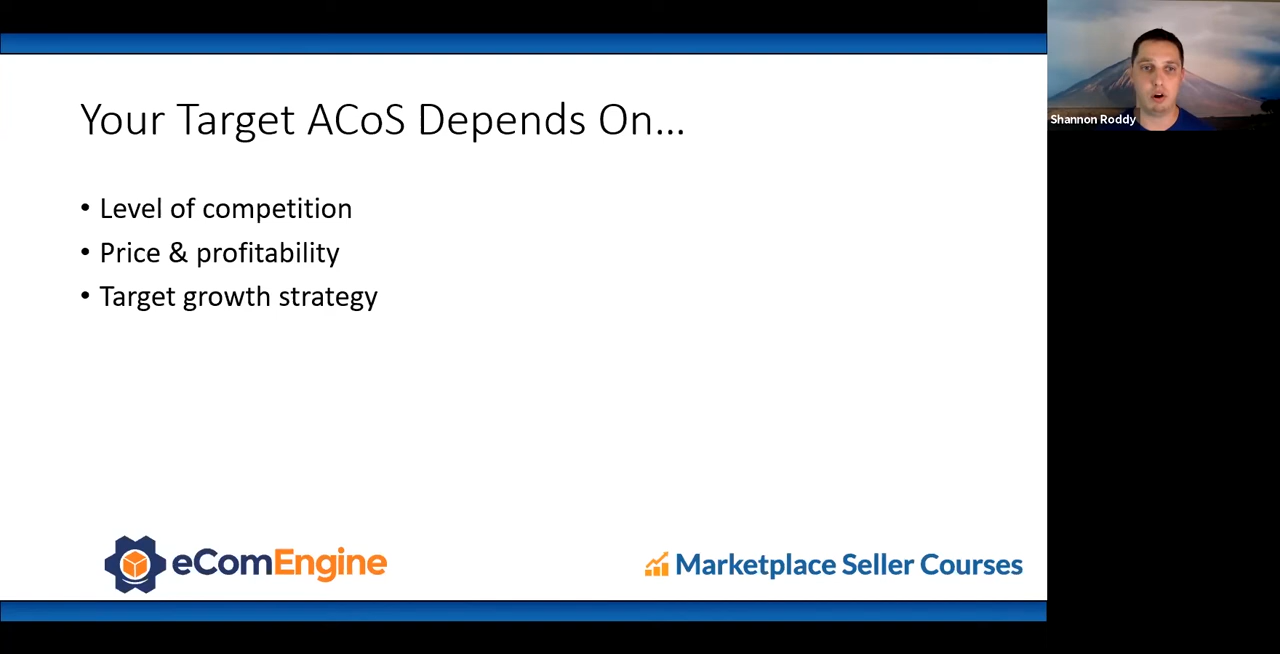 Your Target ACoS Depends On...
• Level of competition
• Price & profitability
• Target growth strategy
eComEngine
Marketplace Seller Courses
Shannon Roddy